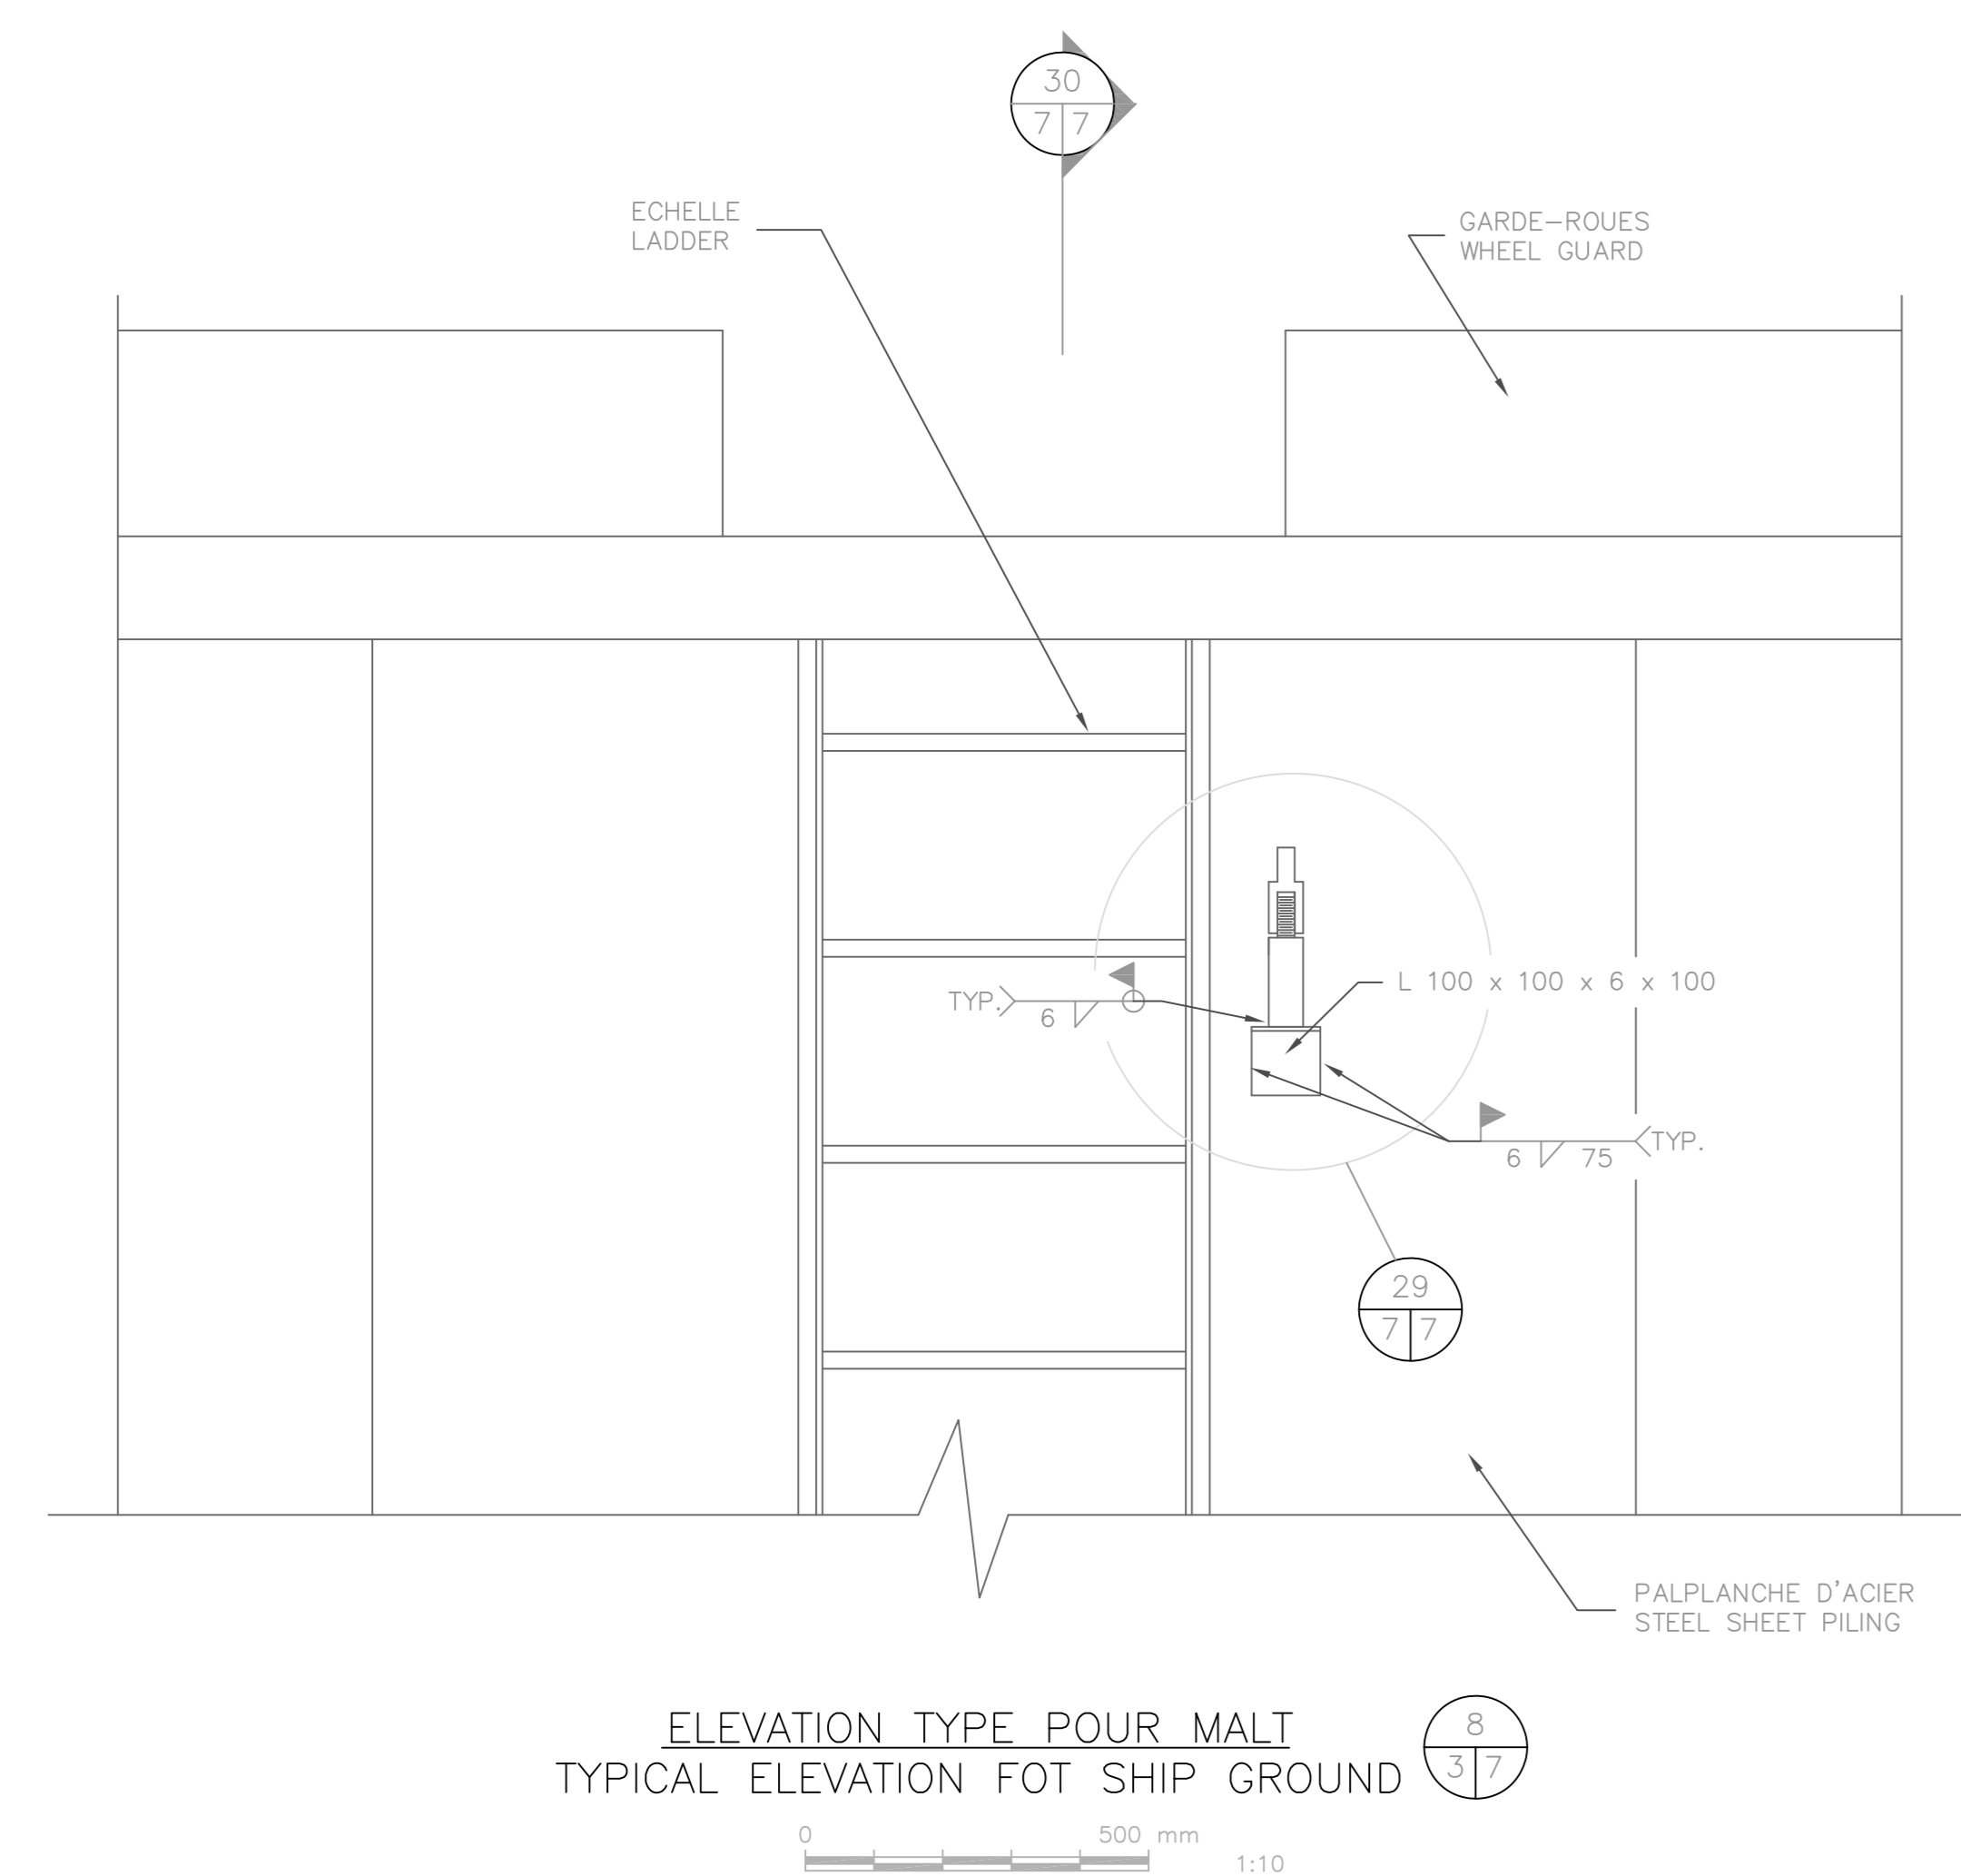 30
7 7
ECHELLE
LADDER
GARDE-ROUES
WHEEL GUARD
L 100 x 100 x 6 x 100
TYP.
6
6 75
TYP.
29
7 7
PALPLANCHE D'ACIER
STEEL SHEET PILING
ELEVATION TYPE POUR MALT
TYPICAL ELEVATION FOT SHIP GROUND
8
3 7
0 500 mm
1:10